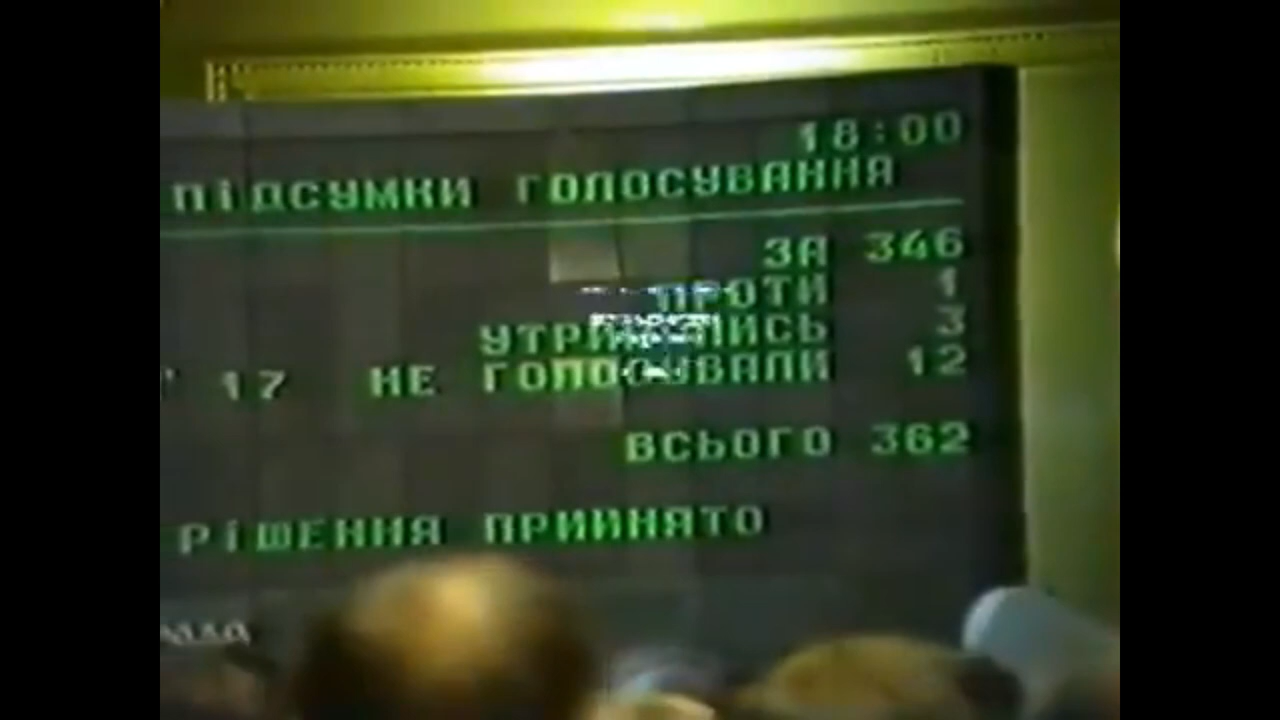 18:00
ПіДСУМКИ ГОЛОСУВАННЯ
ЗА 346
ПРОТИ 1
УТРИМАЛИСЬ 3
17 НЕ ГОЛОСУВАЛИ 12
ВСЬОГО 362
РіШЕННЯ ПРИЙНЯТО